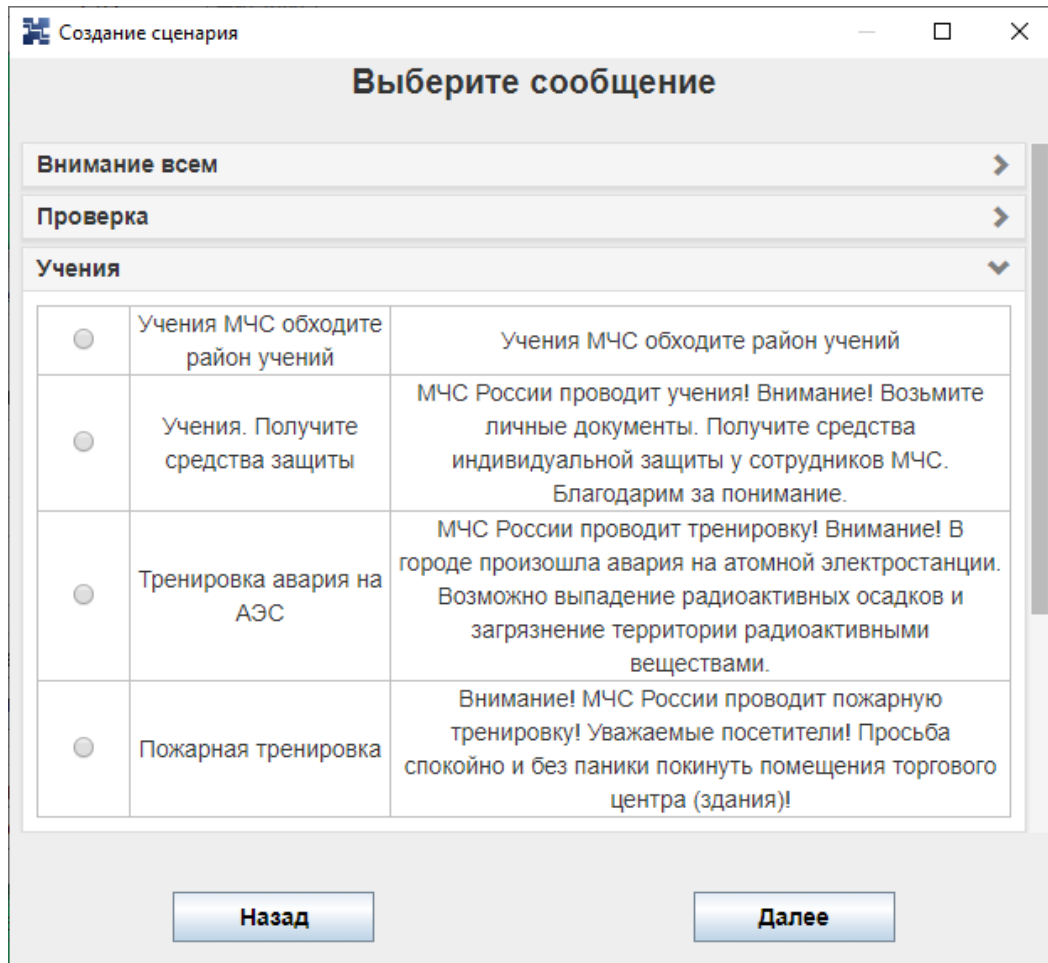 Создание сценария
Выберите сообщение
Внимание всем
Проверка
Учения
Учения МЧС обходите
район учений
Учения МЧС обходите район учений
Учения. Получите
средства защиты
МЧС России проводит учения! Внимание! Возьмите
личные документы. Получите средства
индивидуальной защиты у сотрудников МЧС.
Благодарим за понимание.
Тренировка авария на
АЭС
МЧС России проводит тренировку! Внимание! В
городе произошла авария на атомной электростанции.
Возможно выпадение радиоактивных осадков и
загрязнение территории радиоактивными
веществами.
Пожарная тренировка
Внимание! МЧС России проводит пожарную
тренировку! Уважаемые посетители! Просьба
спокойно и без паники покинуть помещения торгового
центра (здания)!
Назад
Далее